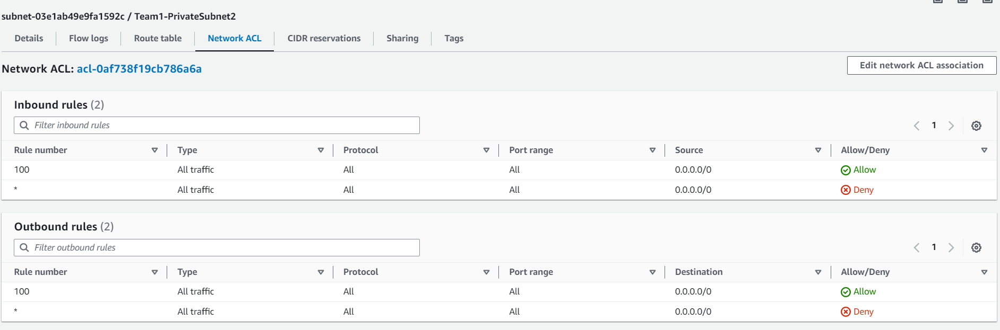 subnet-03e1ab49e9fa1592c / Team1-PrivateSubnet2
Details Flow logs Route table Network ACL CIDR reservations Sharing Tags
Network ACL: acl-0af738f19cb786a6a Edit network ACL association
Inbound rules (2)
Filter inbound rules 1
Rule number Type Protocol Port range Source Allow/Deny
100 All traffic All All 0.0.0.0/0 Allow
* All traffic All All 0.0.0.0/0 Deny
Outbound rules (2)
Filter outbound rules 1
Rule number Type Protocol Port range Destination Allow/Deny
100 All traffic All All 0.0.0.0/0 Allow
* All traffic All All 0.0.0.0/0 Deny